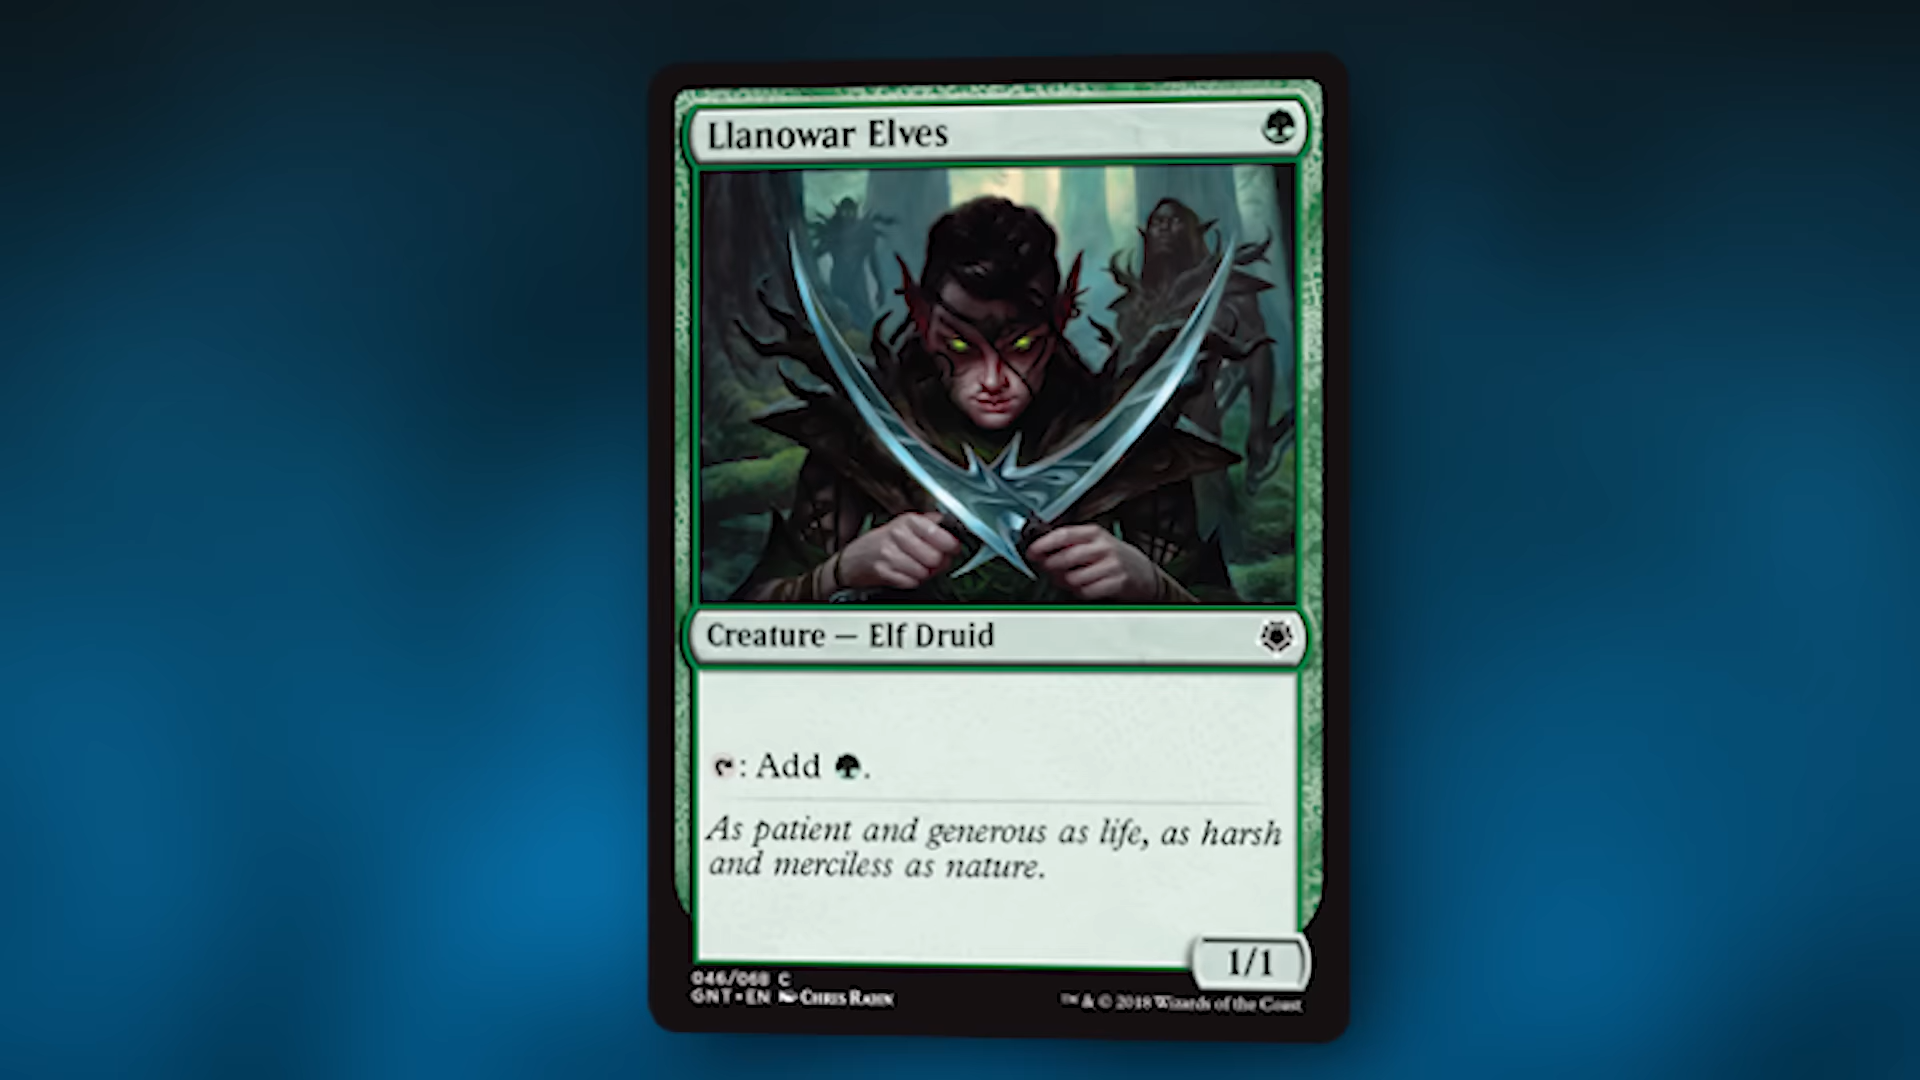 Llanowar Elves
Creature — Elf Druid
: Add .
As patient and generous as life, as harsh
and merciless as nature.
1/1
046/068 C
GNT • EN Chris Rahn
™ & © 2018 Wizards of the Coast